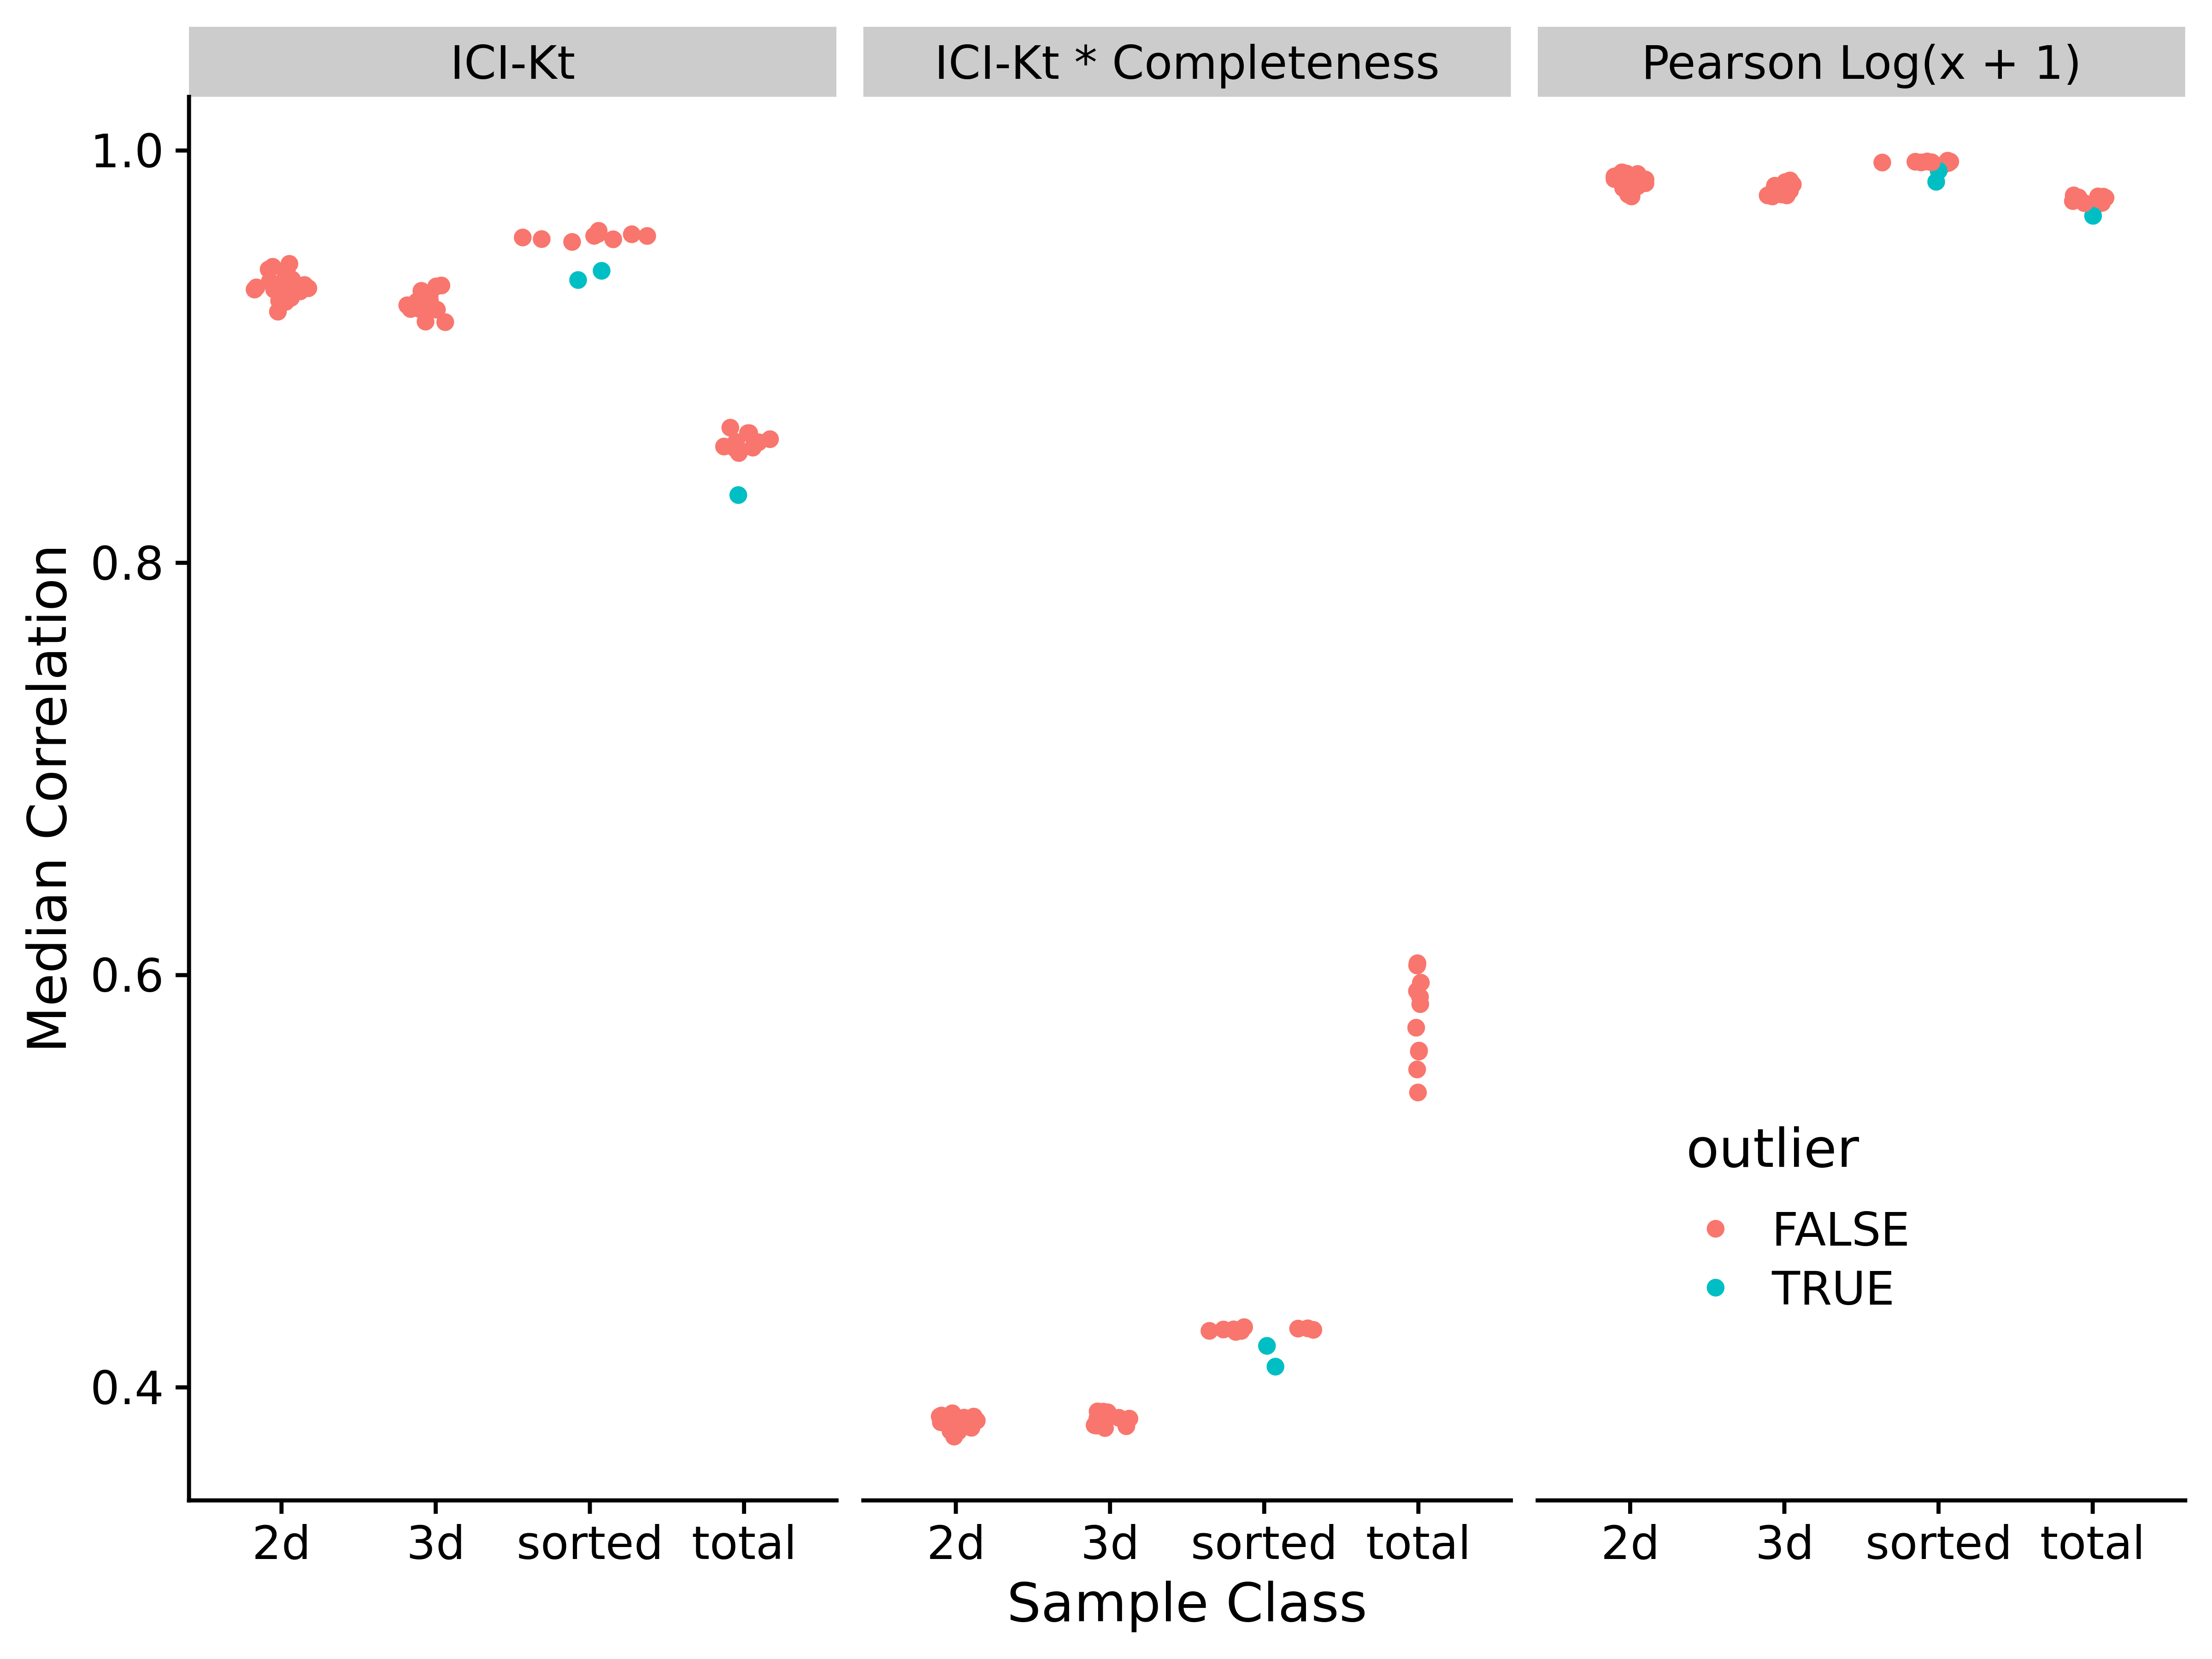 ICI-Kt
ICI-Kt * Completeness
Pearson Log(x + 1)
Median Correlation
1.0
0.8
0.6
0.4
outlier
FALSE
TRUE
2d 3d sorted total
2d 3d sorted total
2d 3d sorted total
Sample Class